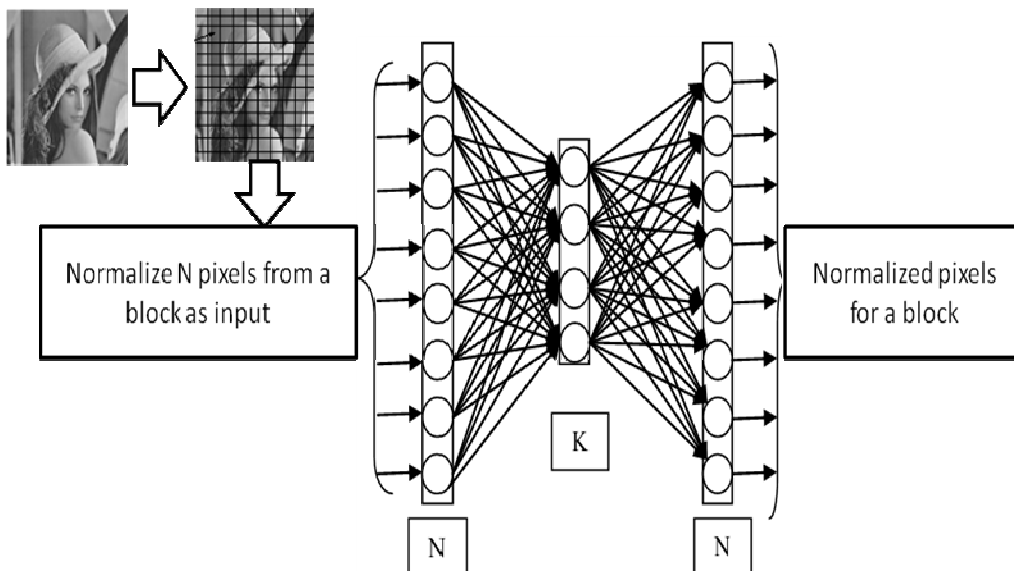 Normalize N pixels from a
block as input
Normalized pixels
for a block
K
N
N